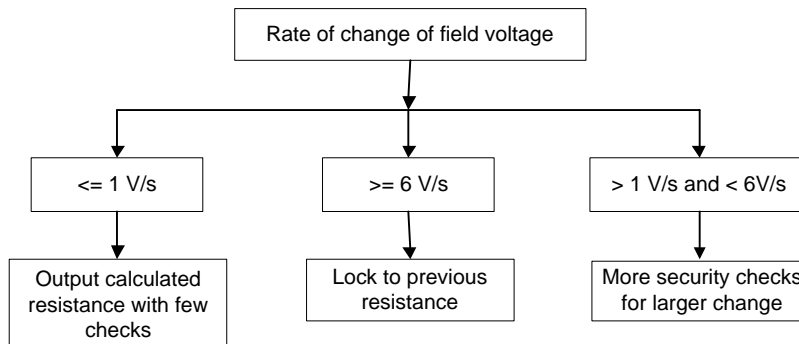 Rate of change of field voltage
<= 1 V/s
>= 6 V/s
> 1 V/s and < 6V/s
Output calculated
resistance with few
checks
Lock to previous
resistance
More security checks
for larger change